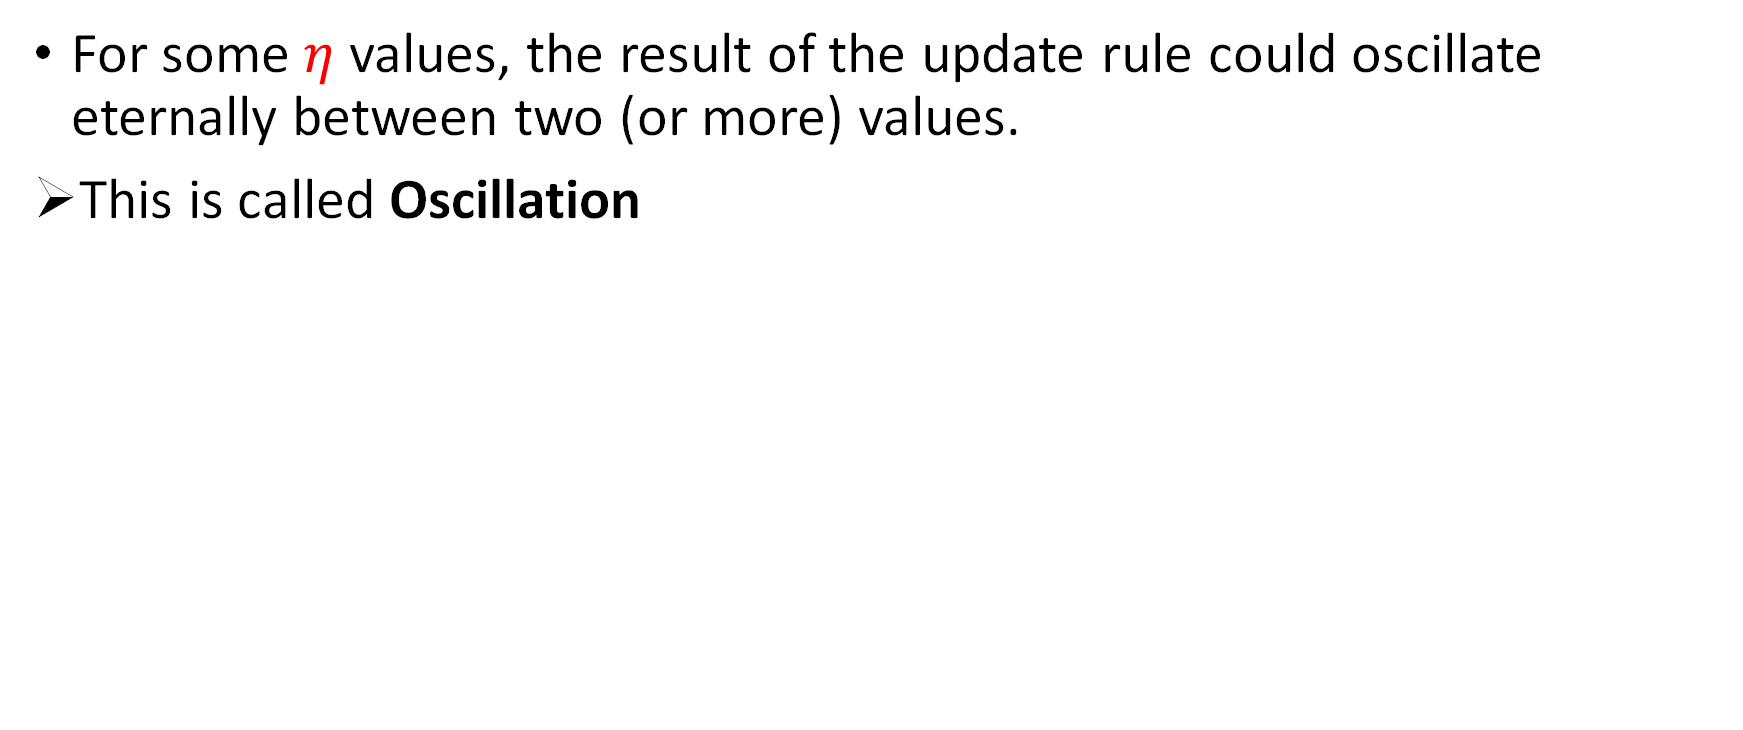 • For some η values, the result of the update rule could oscillate
eternally between two (or more) values.
➢This is called Oscillation